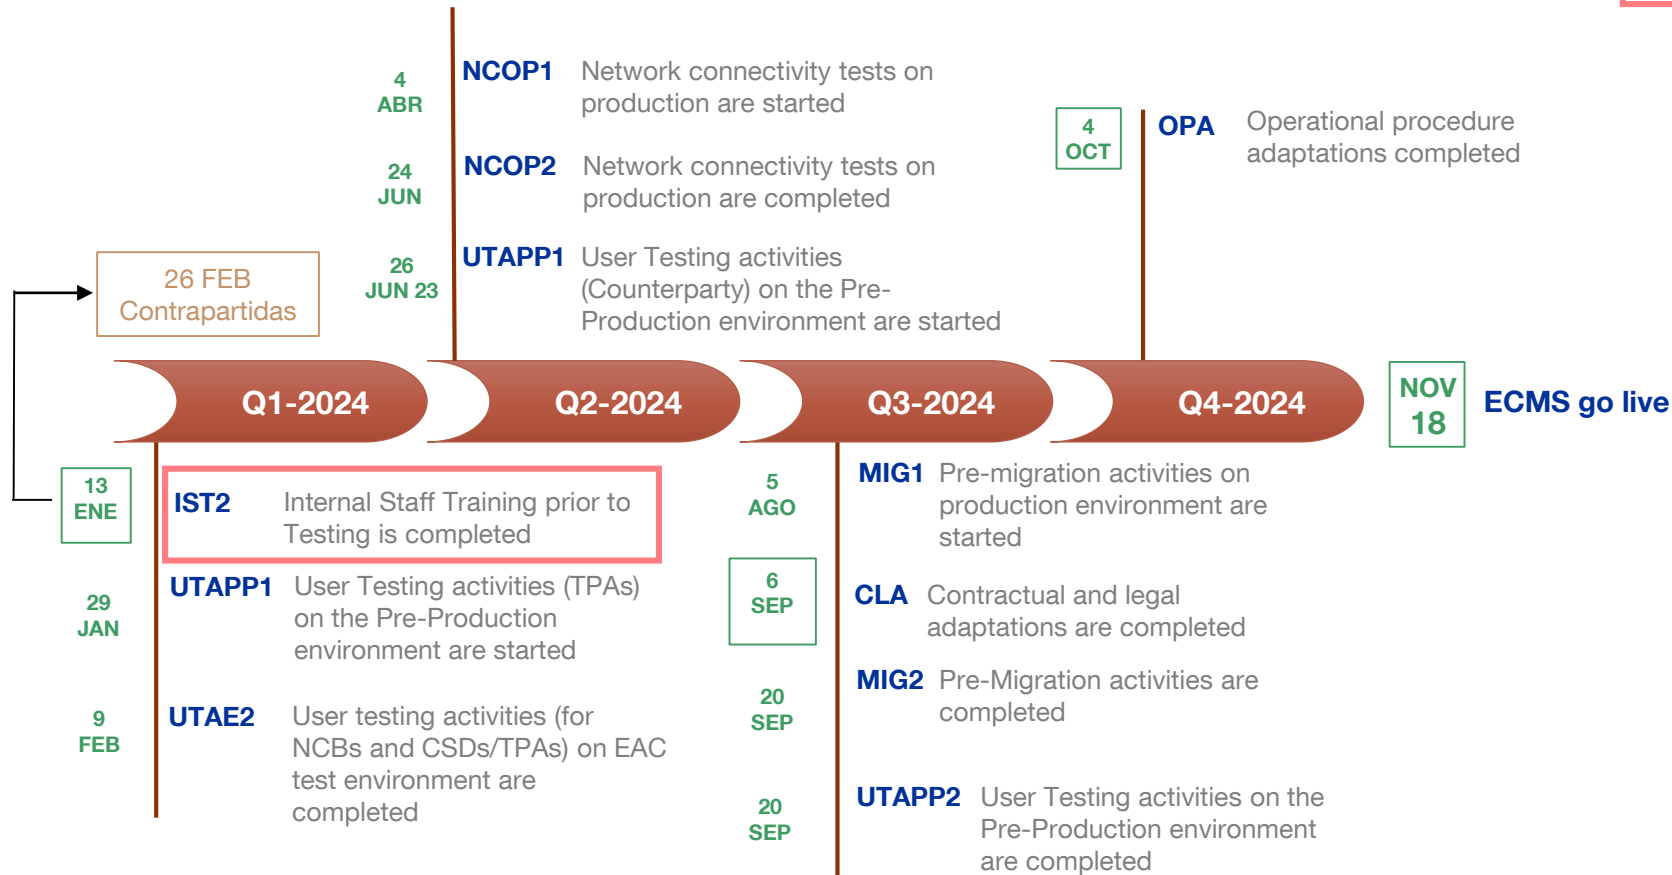 4
ABR
NCOP1
Network connectivity tests on
production are started
24
JUN
NCOP2
Network connectivity tests on
production are completed
26
JUN 23
UTAPP1
User Testing activities
(Counterparty) on the Pre-
Production environment are started
4
OCT
OPA
Operational procedure
adaptations completed
26 FEB
Contrapartidas
Q1-2024
Q2-2024
Q3-2024
Q4-2024
NOV
18
ECMS go live
13
ENE
IST2
Internal Staff Training prior to
Testing is completed
29
JAN
UTAPP1
User Testing activities (TPAs)
on the Pre-Production
environment are started
9
FEB
UTAE2
User testing activities (for
NCBs and CSDs/TPAs) on EAC
test environment are
completed
5
AGO
MIG1
Pre-migration activities on
production environment are
started
6
SEP
CLA
Contractual and legal
adaptations are completed
20
SEP
MIG2
Pre-Migration activities are
completed
20
SEP
UTAPP2
User Testing activities on the
Pre-Production environment
are completed